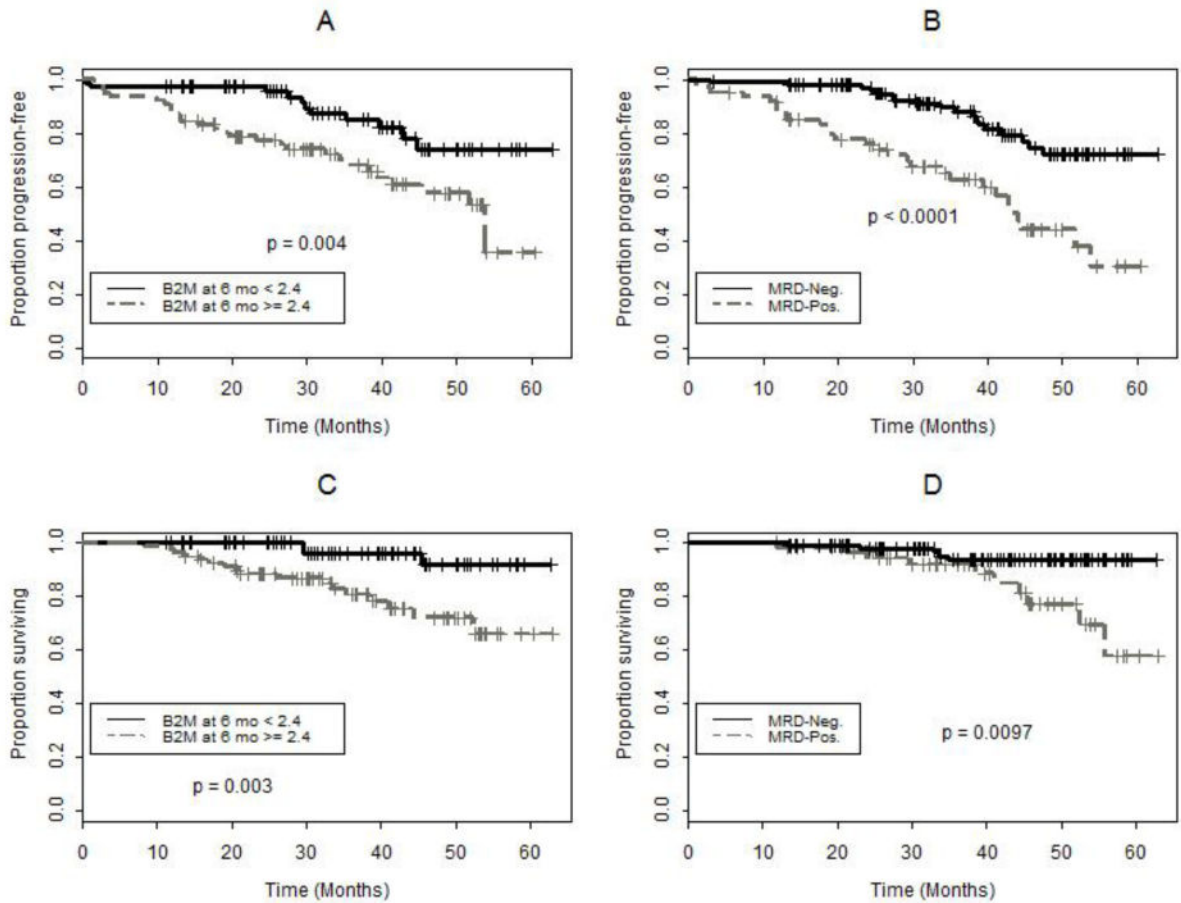 A
Proportion progression-free
1.0
0.8
0.6
0.4
0.2
0.0
p = 0.004
B2M at 6 mo < 2.4
B2M at 6 mo >= 2.4
0 10 20 30 40 50 60
Time (Months)
B
Proportion progression-free
1.0
0.8
0.6
0.4
0.2
0.0
p < 0.0001
MRD-Neg.
MRD-Pos.
0 10 20 30 40 50 60
Time (Months)
C
Proportion surviving
1.0
0.8
0.6
0.4
0.2
0.0
B2M at 6 mo < 2.4
B2M at 6 mo >= 2.4
p = 0.003
0 10 20 30 40 50 60
Time (Months)
D
Proportion surviving
1.0
0.8
0.6
0.4
0.2
0.0
MRD-Neg.
MRD-Pos.
p = 0.0097
0 10 20 30 40 50 60
Time (Months)